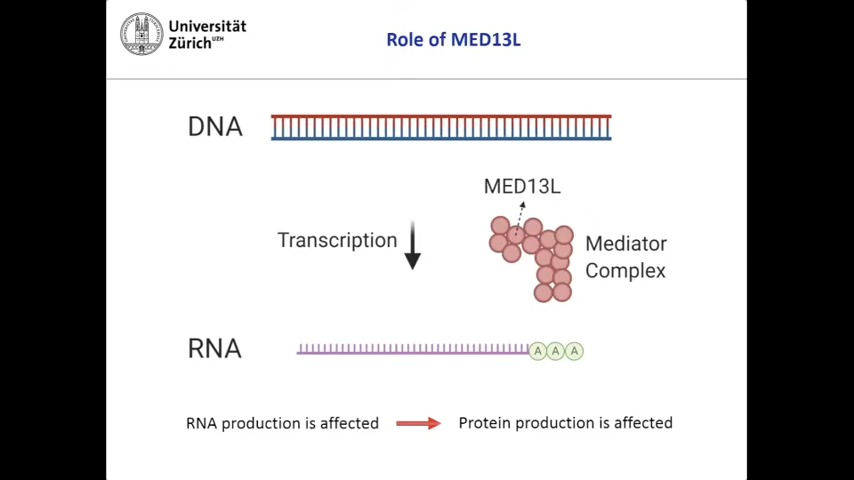 Universität
Zürich UZH
Role of MED13L
DNA
MED13L
Transcription
Mediator
Complex
RNA
A A A
RNA production is affected
Protein production is affected